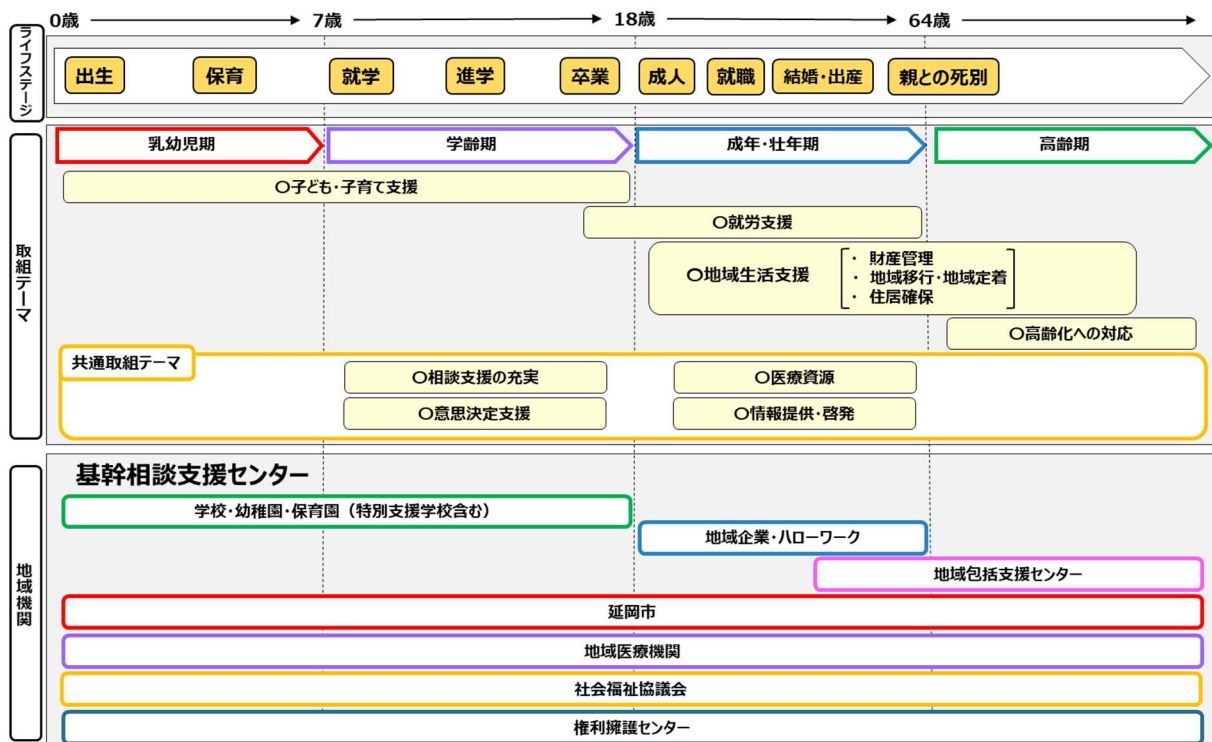 0歳 7歳 18歳 64歳
ライフステージ
出生 保育 就学 進学 卒業 成人 就職 結婚・出産 親との死別
取組テーマ
乳幼児期 学齢期 成年・壮年期 高齢期
〇子ども・子育て支援
〇就労支援
〇地域生活支援
・ 財産管理
・ 地域移行・地域定着
・ 住居確保
〇高齢化への対応
共通取組テーマ
〇相談支援の充実 〇医療資源
〇意思決定支援 〇情報提供・啓発
地域機関
基幹相談支援センター
学校・幼稚園・保育園（特別支援学校含む）
地域企業・ハローワーク
地域包括支援センター
延岡市
地域医療機関
社会福祉協議会
権利擁護センター